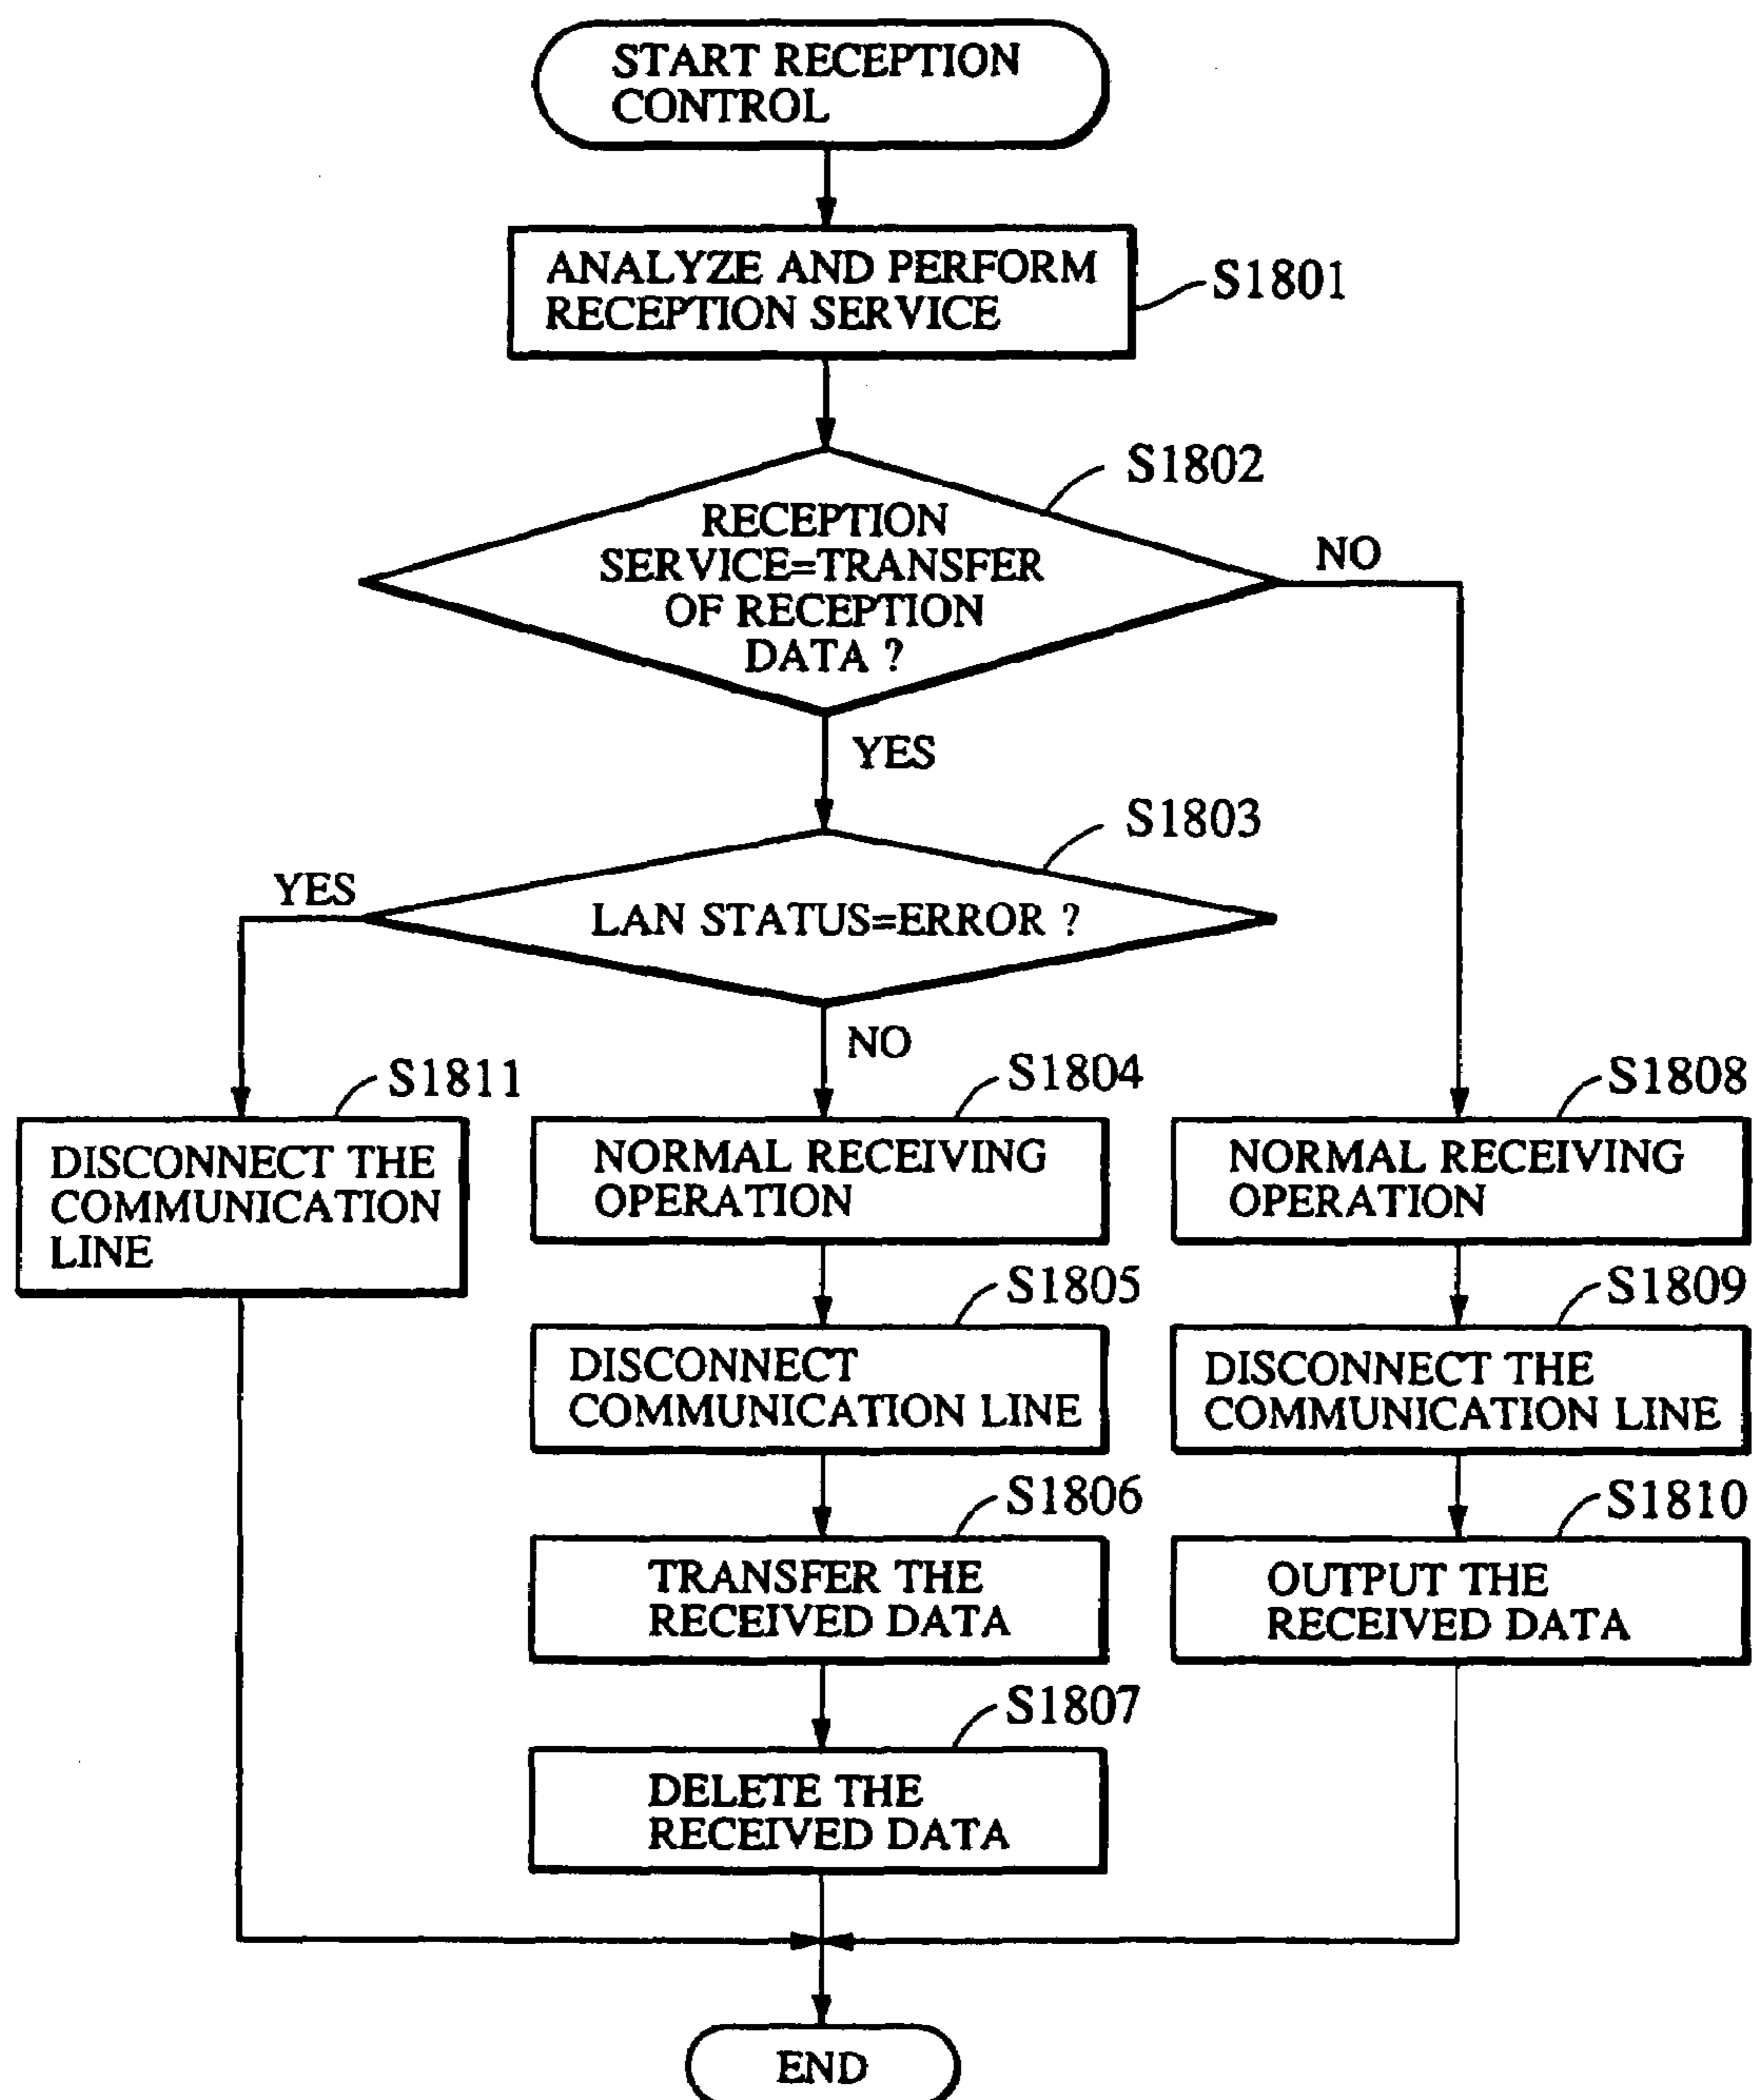 START RECEPTION
CONTROL
ANALYZE AND PERFORM
RECEPTION SERVICE
S1801
S1802
RECEPTION
SERVICE=TRANSFER
OF RECEPTION
DATA ?
NO
YES
S1803
YES
LAN STATUS=ERROR ?
NO
S1811
DISCONNECT THE
COMMUNICATION
LINE
S1804
NORMAL RECEIVING
OPERATION
S1808
NORMAL RECEIVING
OPERATION
S1805
DISCONNECT
COMMUNICATION LINE
S1809
DISCONNECT THE
COMMUNICATION LINE
S1806
TRANSFER THE
RECEIVED DATA
S1810
OUTPUT THE
RECEIVED DATA
S1807
DELETE THE
RECEIVED DATA
END